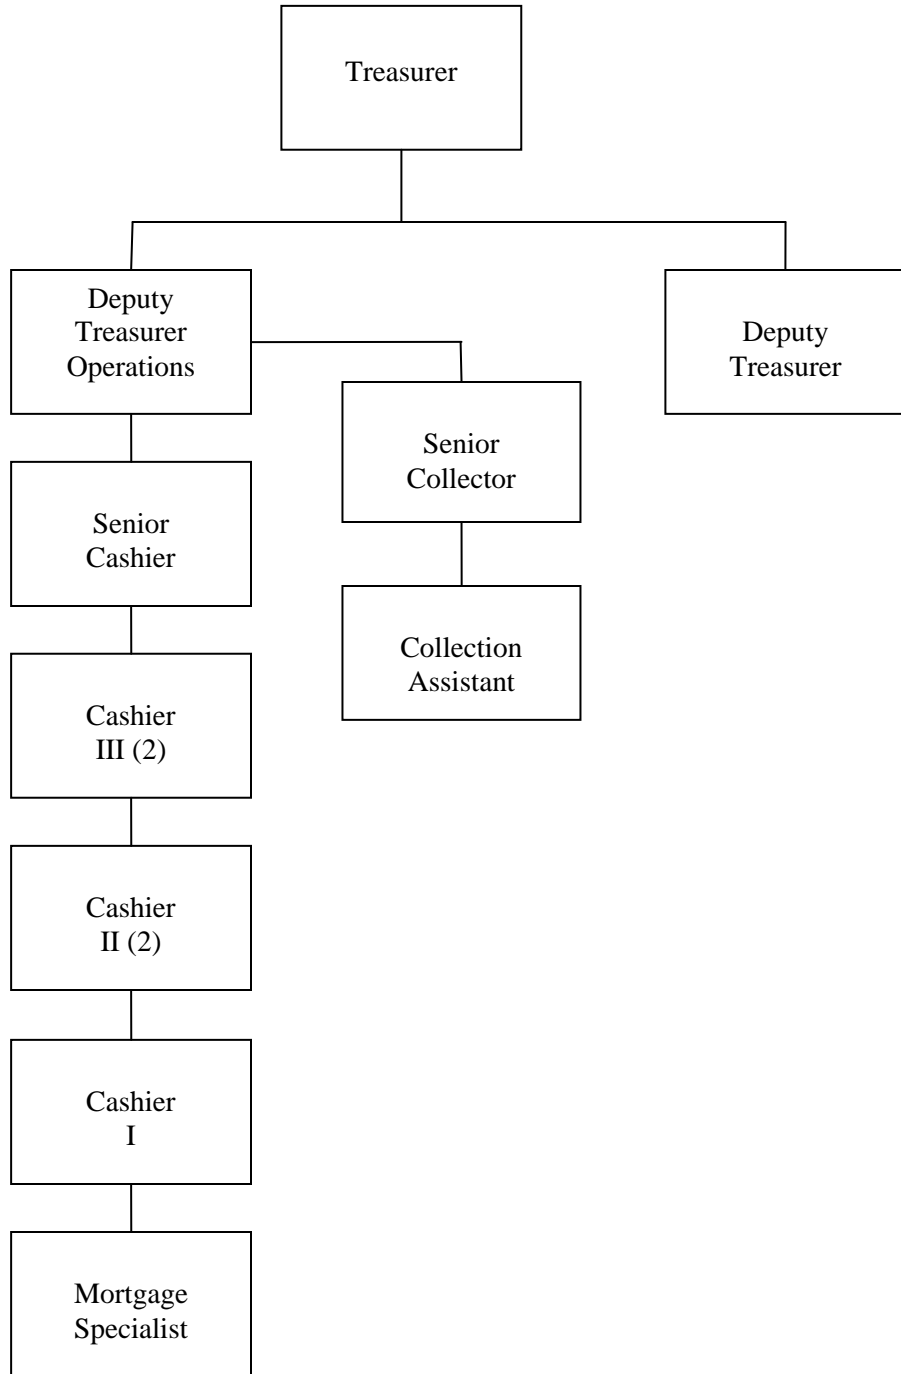 Treasurer
Deputy
Treasurer
Operations
Deputy
Treasurer
Senior
Collector
Senior
Cashier
Collection
Assistant
Cashier
III (2)
Cashier
II (2)
Cashier
I
Mortgage
Specialist